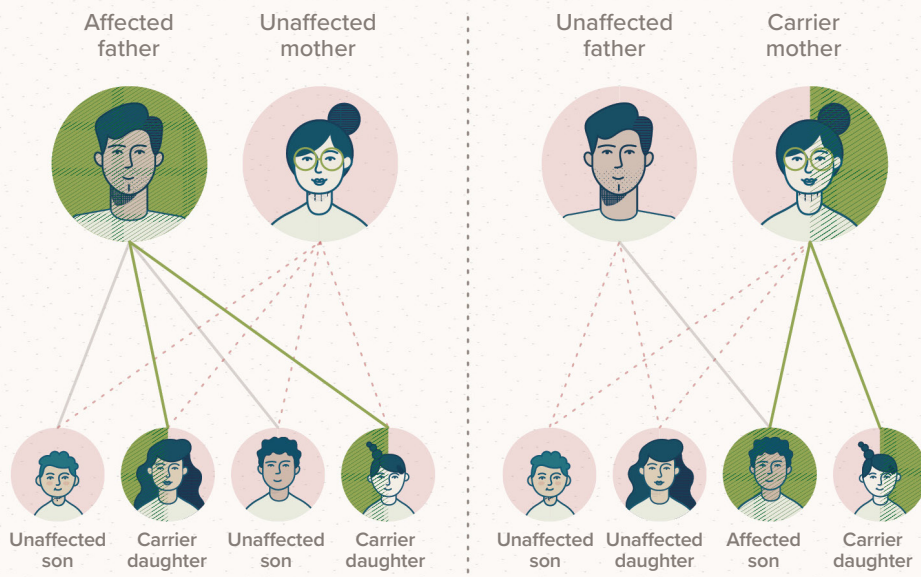 Affected
father
Unaffected
mother
Unaffected
father
Carrier
mother
Unaffected
son
Carrier
daughter
Unaffected
son
Carrier
daughter
Unaffected
son
Unaffected
daughter
Affected
son
Carrier
daughter